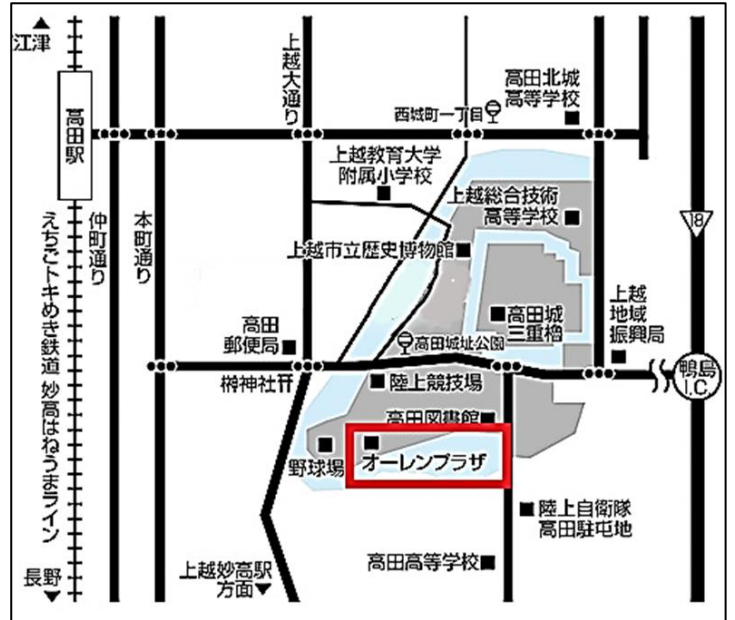 ▲
江津
高田駅
えちごトキめき鉄道 妙高はねうまライン
長野
▼
仲町通り
本町通り
上越大通り
西城町一丁目
高田北城
高等学校
上越教育大学
附属小学校
上越総合技術
高等学校
上越市立歴史博物館
18
高田
郵便局
高田城
三重櫓
上越
地域
振興局
高田城址公園
榊神社
陸上競技場
鴨島
I.C.
高田図書館
野球場
オーレンプラザ
陸上自衛隊
高田駐屯地
上越妙高駅
方面▼
高田高等学校